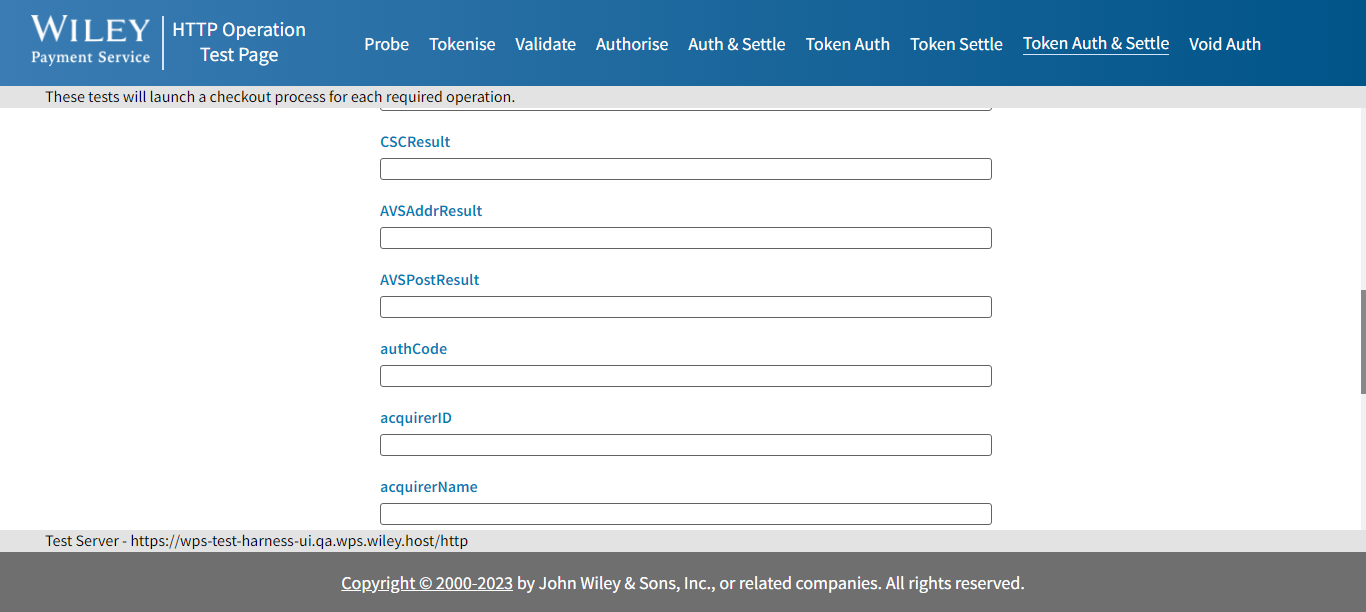 WILEY
Payment Service
HTTP Operation
Test Page
Probe Tokenise Validate Authorise Auth & Settle Token Auth Token Settle Token Auth & Settle Void Auth
These tests will launch a checkout process for each required operation.
CSCResult
AVSAddrResult
AVSPostResult
authCode
acquirerID
acquirerName
Test Server - https://wps-test-harness-ui.qa.wps.wiley.host/http
Copyright © 2000-2023 by John Wiley & Sons, Inc., or related companies. All rights reserved.